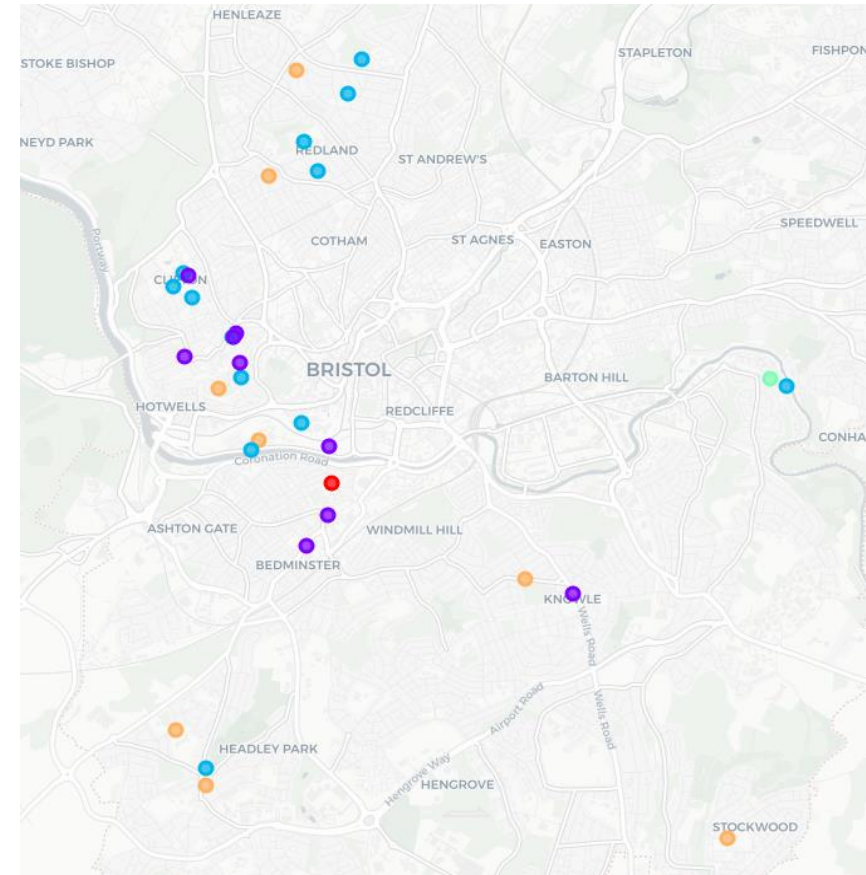 HENLEAZE
STOKE BISHOP
STAPLETON
FISHPON
NEYD PARK
REDLAND
ST ANDREW'S
SPEEDWELL
Portway
COTHAM
ST AGNES
EASTON
CLIFTON
BRISTOL
BARTON HILL
HOTWELLS
REDCLIFFE
CONHA
Coronation Road
ASHTON GATE
WINDMILL HILL
BEDMINSTER
KNOWLE
Wells Road
Airport Road
Wells Road
HEADLEY PARK
Hengrove Way
HENGROVE
STOCKWOOD